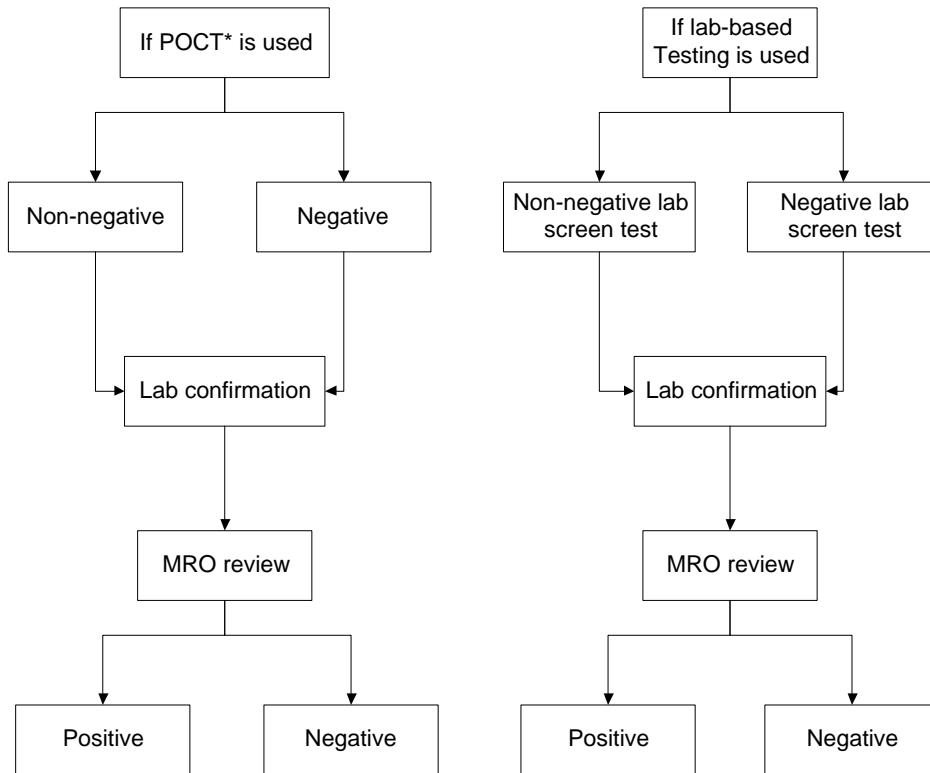 If POCT* is used
Non-negative
Negative
Lab confirmation
MRO review
Positive
Negative
If lab-based
Testing is used
Non-negative lab
screen test
Negative lab
screen test
Lab confirmation
MRO review
Positive
Negative